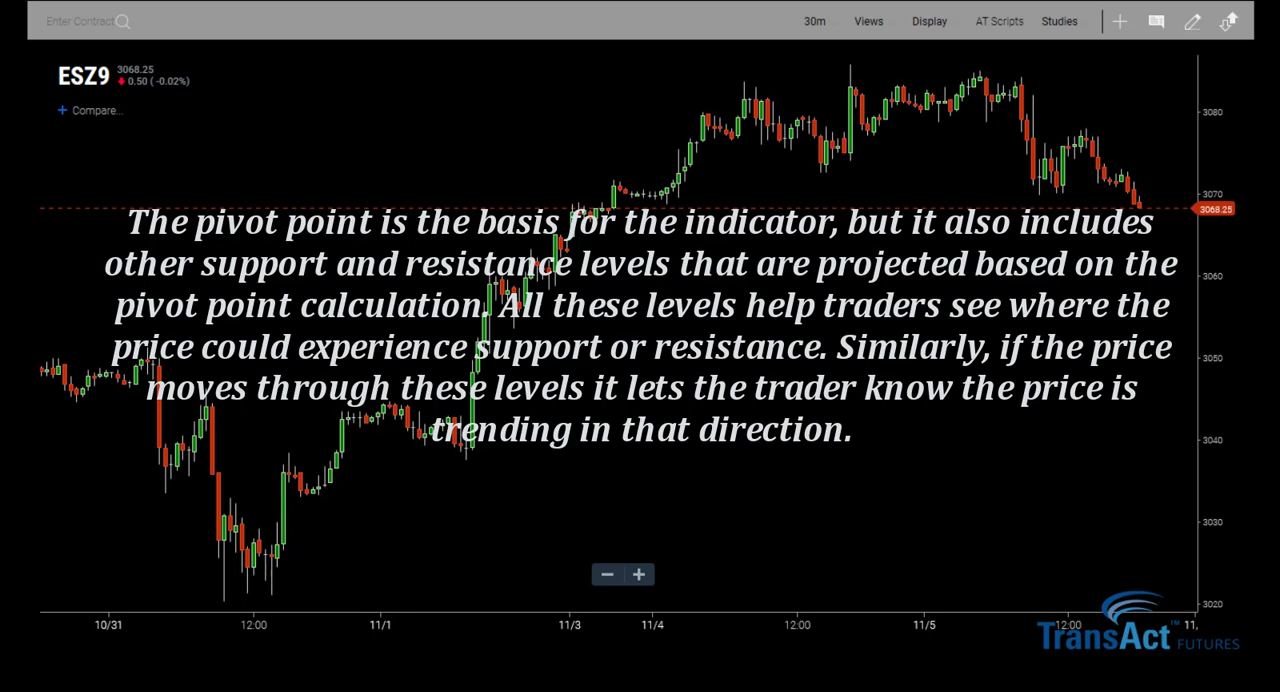 Enter Contract
30m Views Display AT Scripts Studies
ESZ9 3068.25
0.50 ( -0.02%)
+ Compare...
3080
3070
3068.25
The pivot point is the basis for the indicator, but it also includes
other support and resistance levels that are projected based on the
3060
pivot point calculation. All these levels help traders see where the
price could experience support or resistance. Similarly, if the price
3050
moves through these levels it lets the trader know the price is
trending in that direction.
3040
3030
3020
10/31 12:00 11/1 11/3 11/4 12:00 11/5 12:00 11,
TransAct™ FUTURES